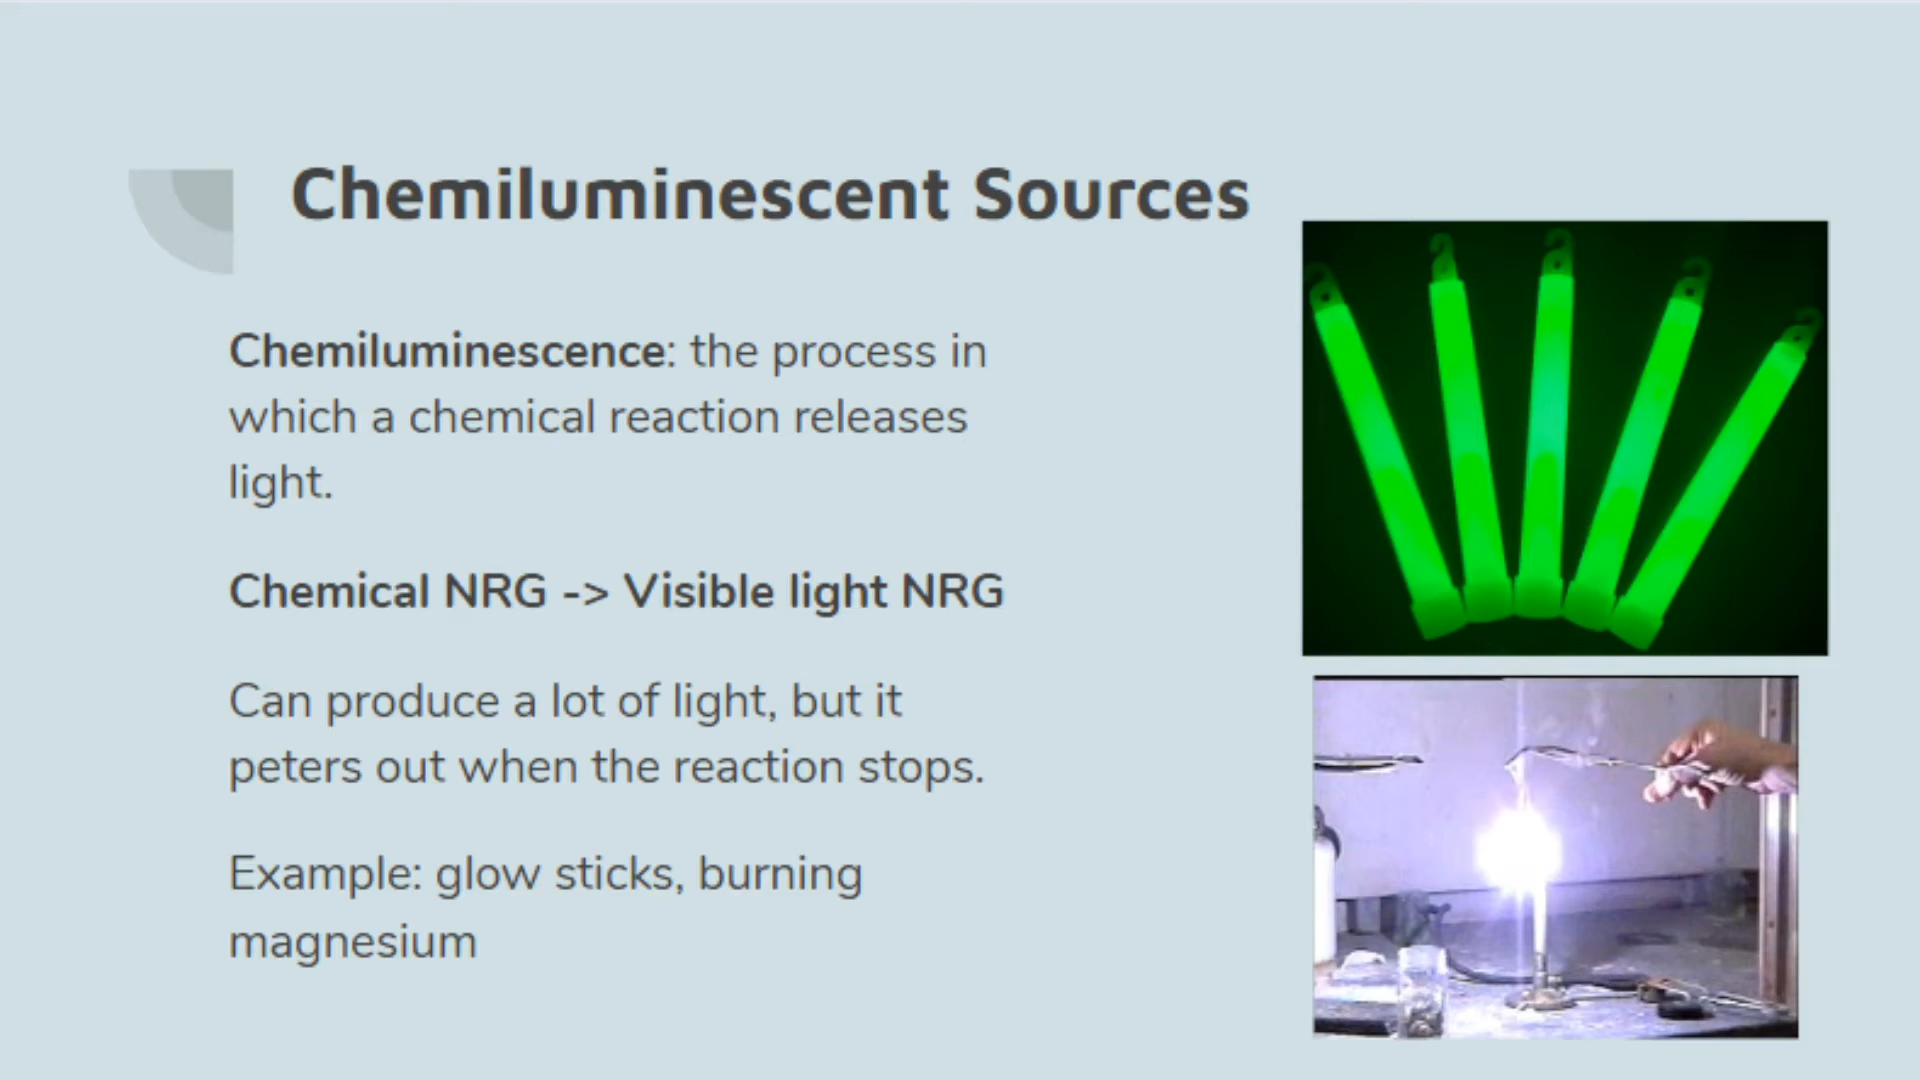 Chemiluminescent Sources
Chemiluminescence: the process in
which a chemical reaction releases
light.
Chemical NRG -> Visible light NRG
Can produce a lot of light, but it
peters out when the reaction stops.
Example: glow sticks, burning
magnesium